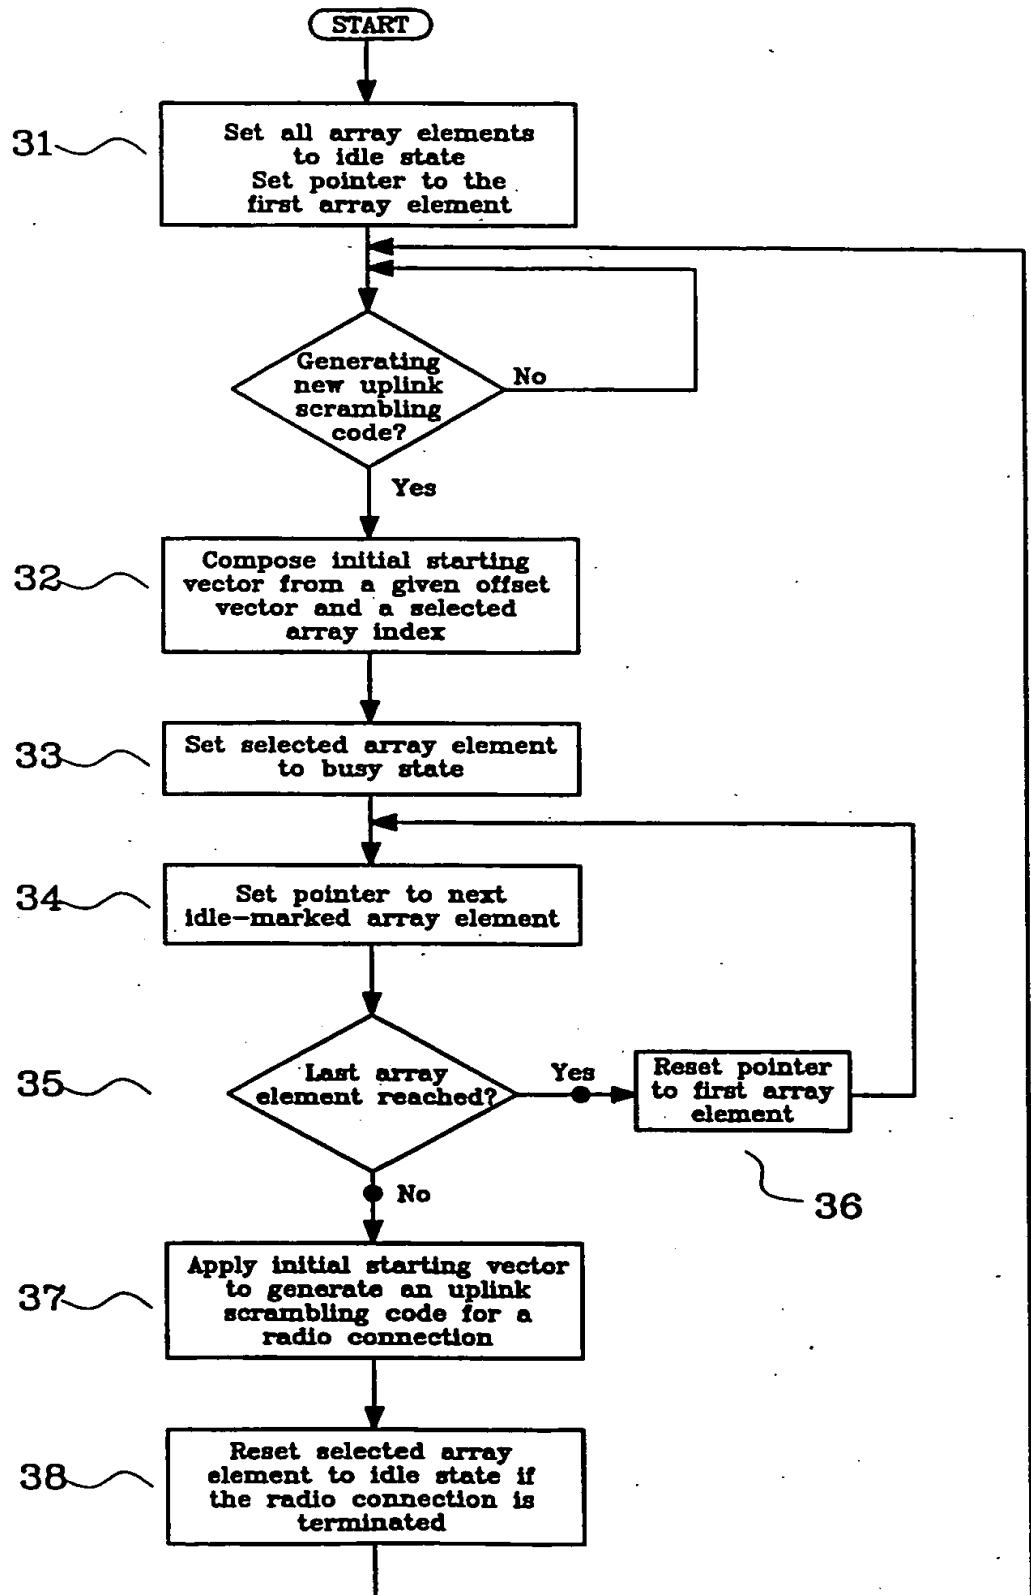 START
31
Set all array elements
to idle state
Set pointer to the
first array element
Generating
new uplink
scrambling
code?
No
Yes
32
Compose initial starting
vector from a given offset
vector and a selected
array index
33
Set selected array element
to busy state
34
Set pointer to next
idle-marked array element
35
Last array
element reached?
Yes
Reset pointer
to first array
element
36
No
37
Apply initial starting vector
to generate an uplink
scrambling code for a
radio connection
38
Reset selected array
element to idle state if
the radio connection is
terminated